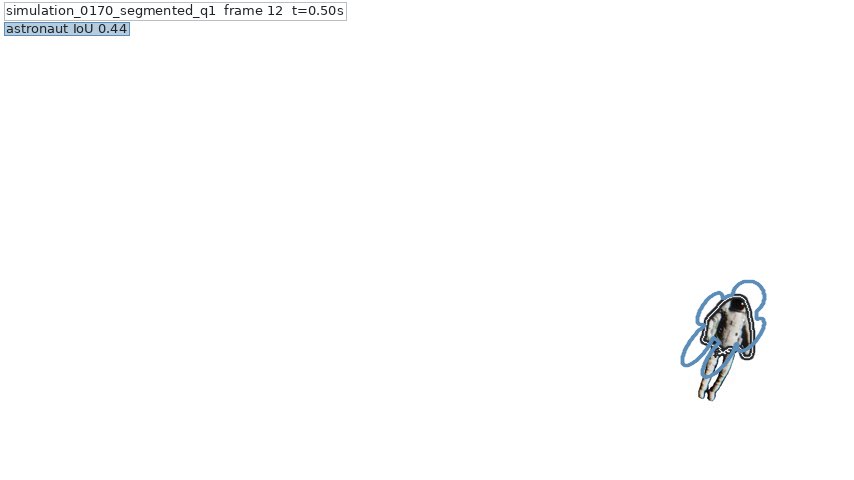 simulation_0170_segmented_q1  frame 12  t=0.50s
astronaut IoU 0.44